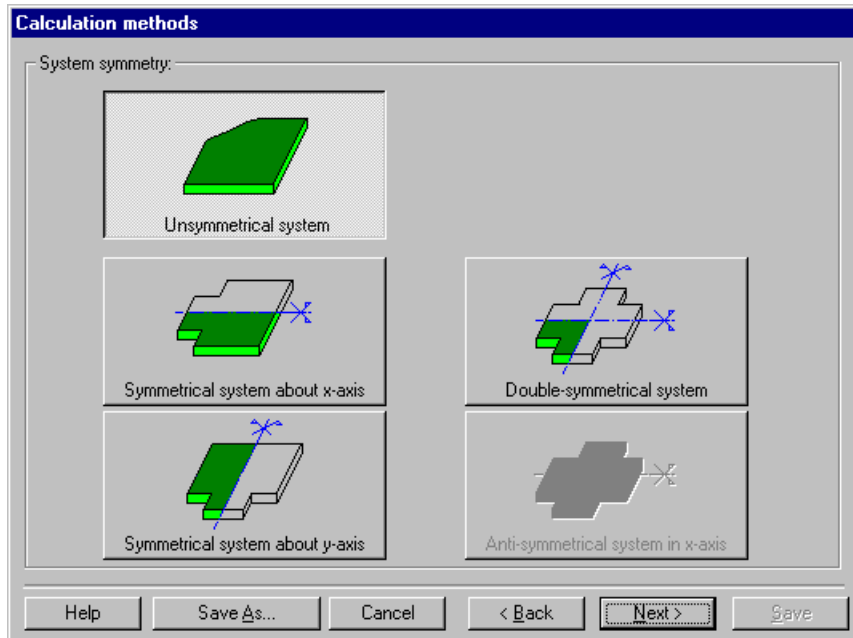 Calculation methods
System symmetry:
Unsymmetrical system
Symmetrical system about x-axis
Double-symmetrical system
Symmetrical system about y-axis
Anti-symmetrical system in x-axis
Help
Save As...
Cancel
< Back
Next >
Save